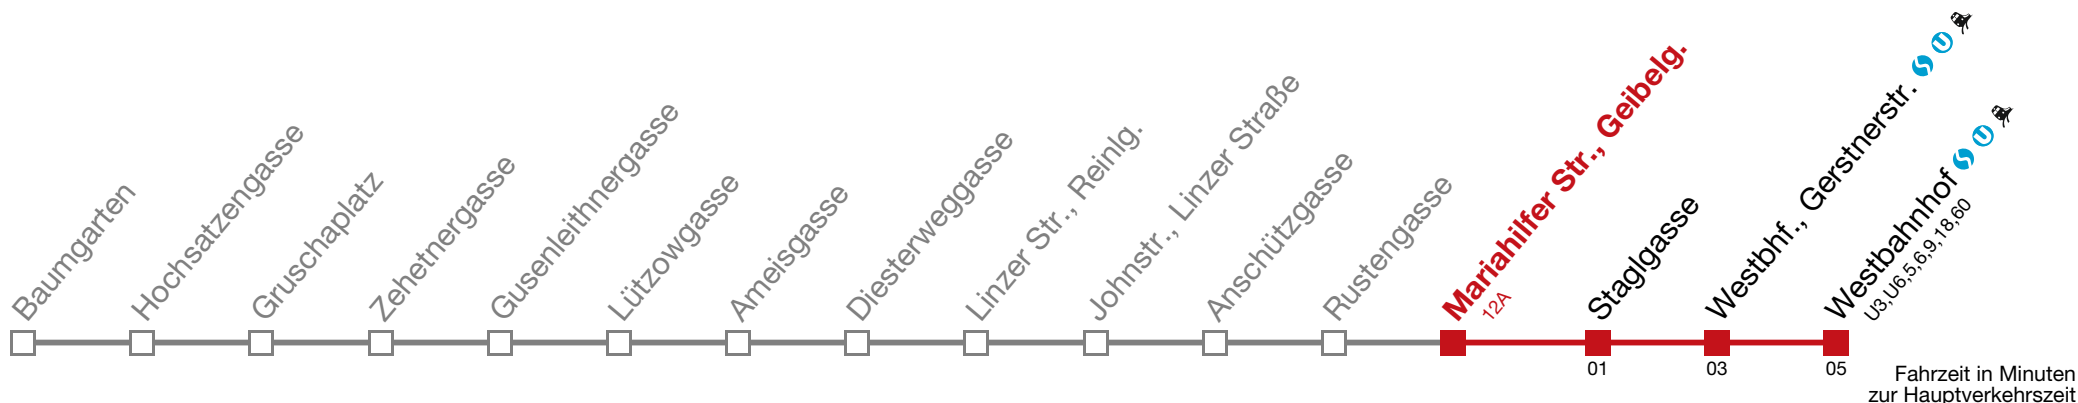 Baumgarten
Hochsatzengasse
Gruschaplatz
Zehetnergasse
Gusenleithnergasse
Lützowgasse
Ameisgasse
Diesterweggasse
Linzer Str., Reinlg.
Johnstr., Linzer Straße
Anschützgasse
Rustengasse
Mariahilfer Str., Geibelg.
12A
Staglgasse
01
Westbhf., Gerstnerstr.
03
Westbahnhof
U3,U6,5,6,9,18,60
05
Fahrzeit in Minuten
zur Hauptverkehrszeit